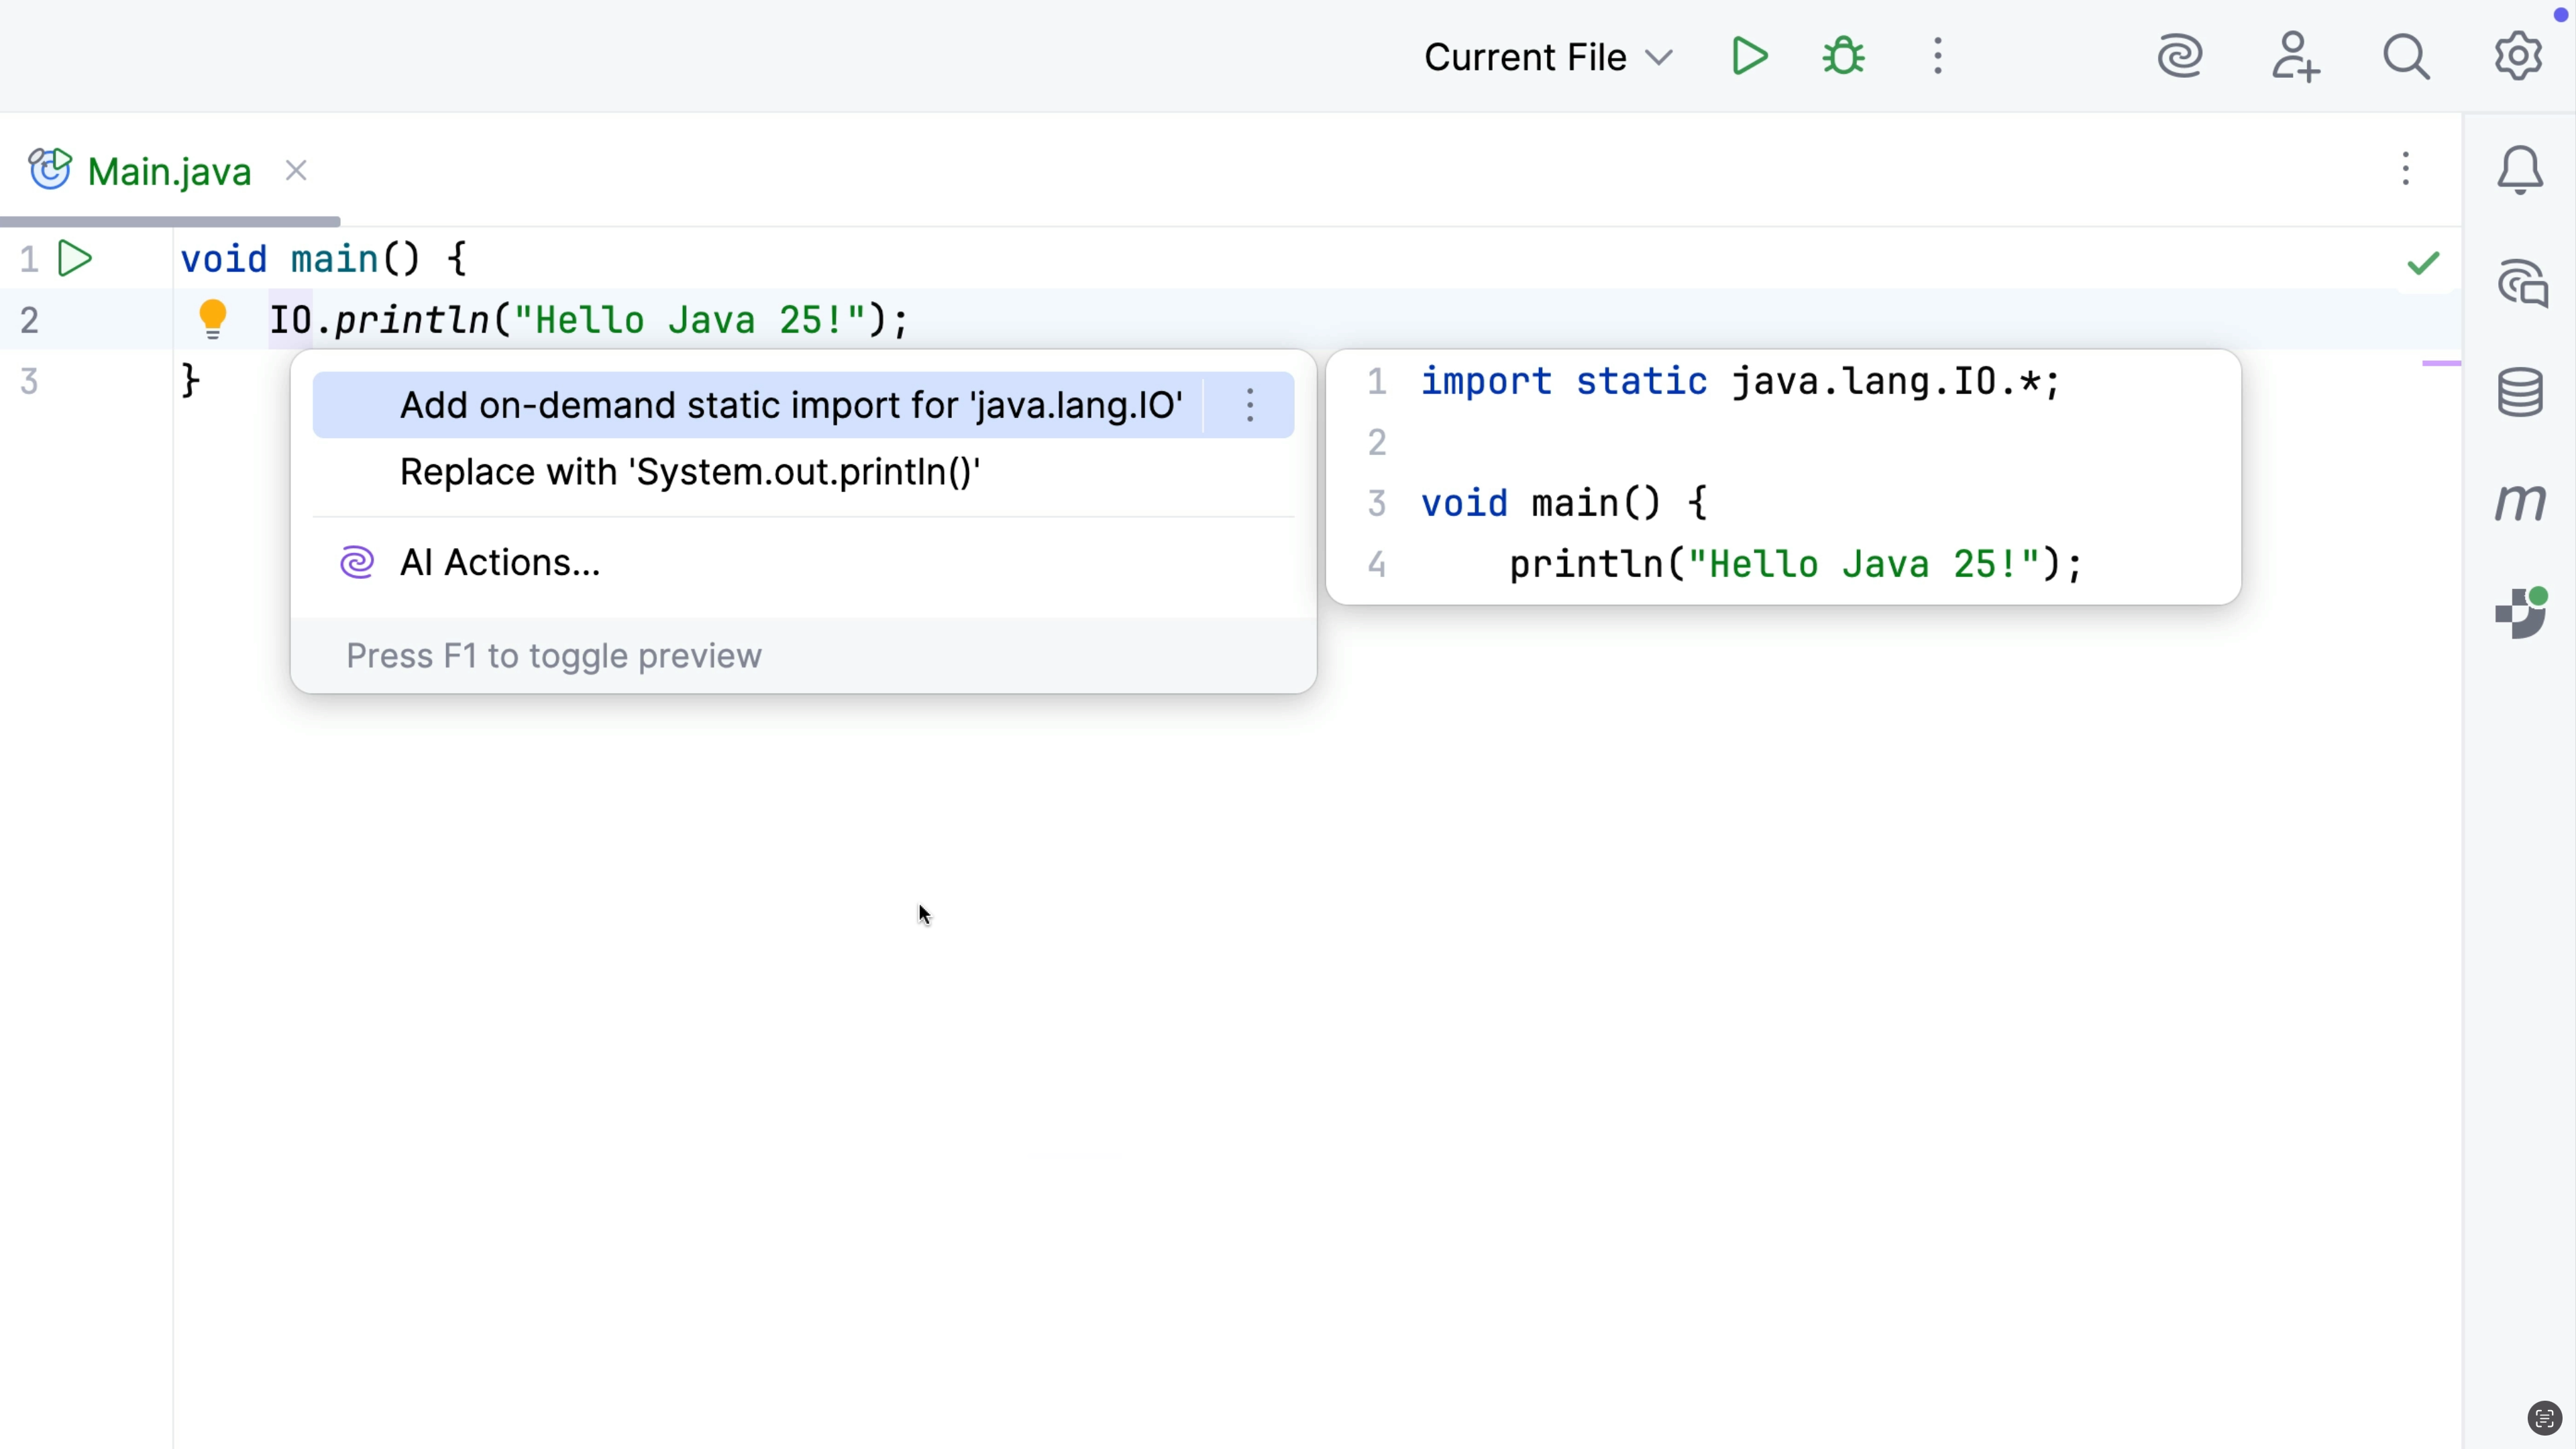 Current File
Main.java
1 void main() {
2 IO.println("Hello Java 25!");
3 }
Add on-demand static import for 'java.lang.IO'
Replace with 'System.out.println()'
AI Actions...
Press F1 to toggle preview
1 import static java.lang.IO.*;
2
3 void main() {
4 println("Hello Java 25!");
m